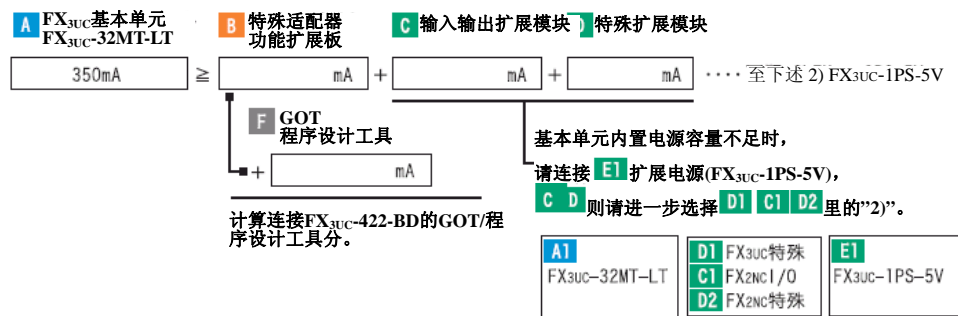 A FX3UC基本单元
FX3UC-32MT-LT
B 特殊适配器
功能扩展板
C 输入输出扩展模块
D 特殊扩展模块
350mA ≧ mA + mA + mA ····至下述 2) FX3UC-1PS-5V
F GOT
程序设计工具
+ mA
计算连接FX3UC-422-BD的GOT/程
序设计工具分。
基本单元内置电源容量不足时，
请连接 E1 扩展电源(FX3UC-1PS-5V)，
C D 则请进一步选择 D1 C1 D2 里的”2)”。
A1
FX3UC-32MT-LT
D1 FX3UC特殊
C1 FX2NCI/O
D2 FX2NC特殊
E1
FX3UC-1PS-5V